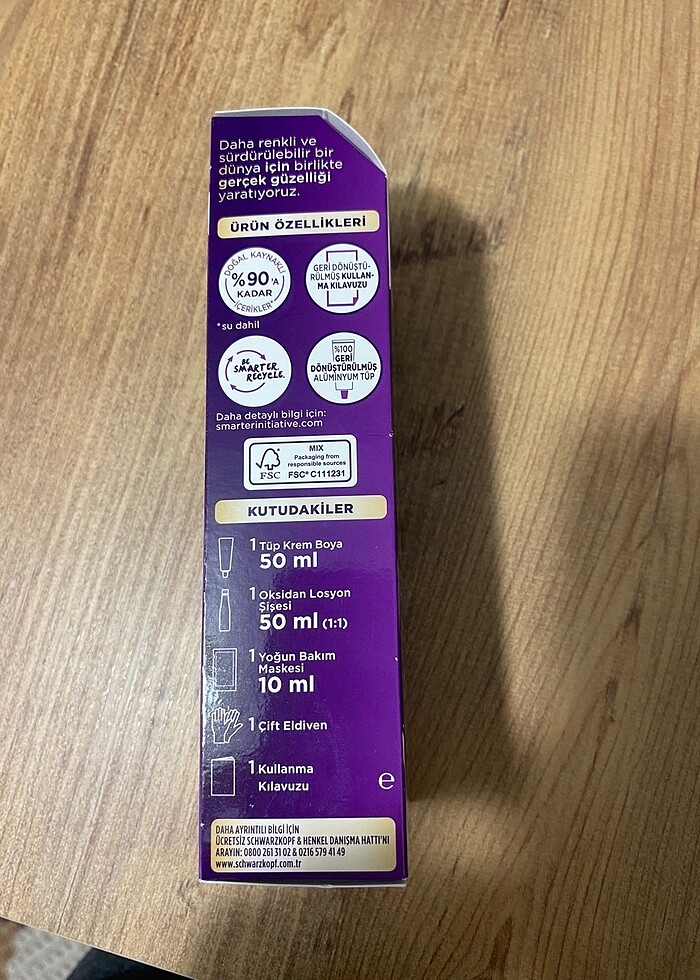 Daha renkli ve
sürdürülebilir bir
dünya için birlikte
gerçek güzelliği
yaratıyoruz.
ÜRÜN ÖZELLİKLERİ
DOĞAL KAYNAKLI
%90'A
KADAR
İÇERİKLER*
GERİ DÖNÜŞTÜ-
RÜLMÜŞ KULLAN-
MA KILAVUZU
*su dahil
BE
SMARTER.
RECYCLE.
%100
GERİ
DÖNÜŞTÜRÜLMÜŞ
ALÜMİNYUM TÜP
Daha detaylı bilgi için:
smarterinitiative.com
FSC
MIX
Packaging from
responsible sources
FSC® C111231
KUTUDAKİLER
1 Tüp Krem Boya
50 ml
1 Oksidan Losyon
Şişesi
50 ml (1:1)
1 Yoğun Bakım
Maskesi
10 ml
1 Çift Eldiven
1 Kullanma
Kılavuzu
e
DAHA AYRINTILI BİLGİ İÇİN
ÜCRETSİZ SCHWARZKOPF & HENKEL DANIŞMA HATTI'NI
ARAYIN: 0800 261 31 02 & 0216 579 41 49
www.schwarzkopf.com.tr